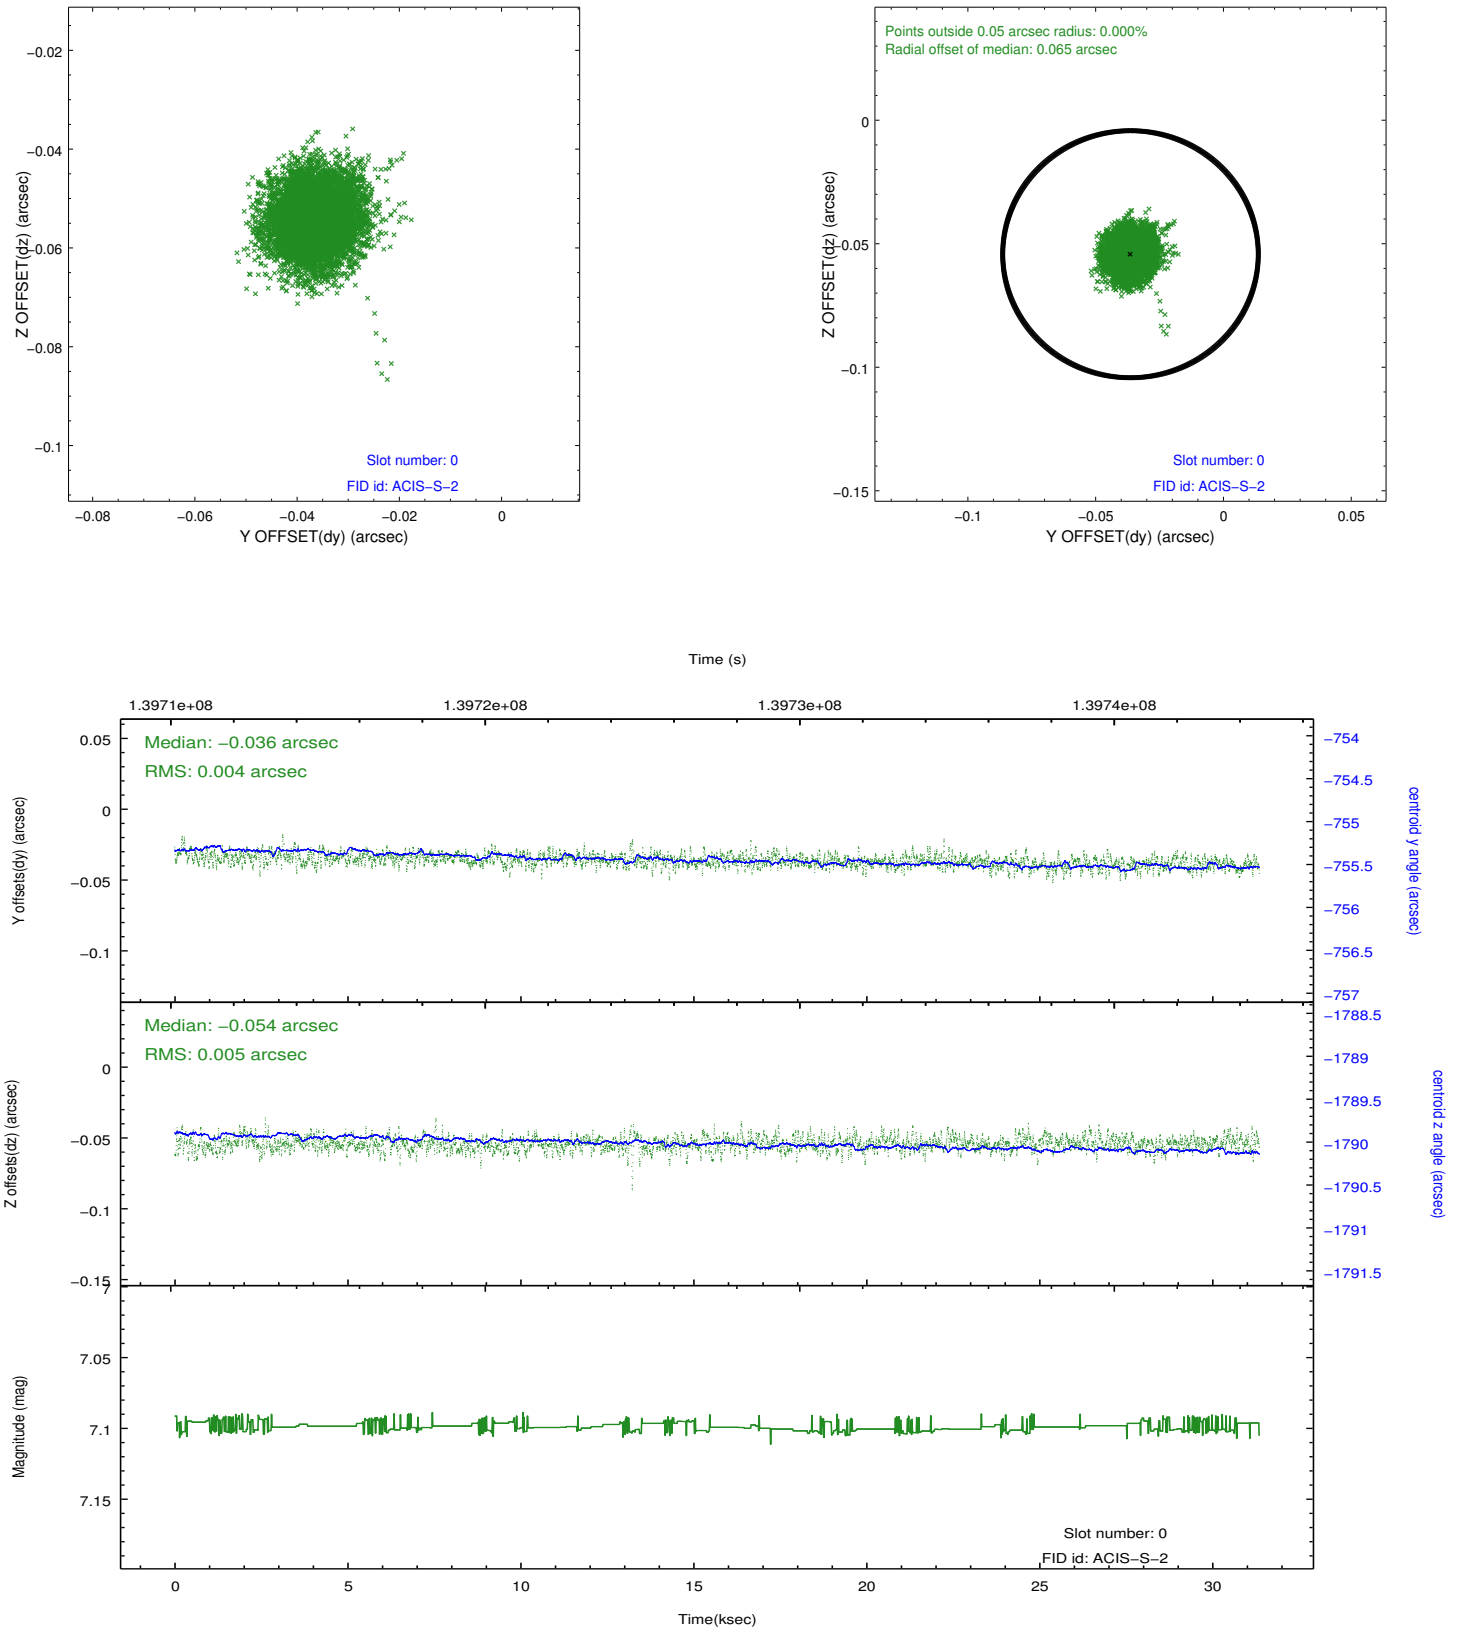 −0.02
−0.04
−0.06
−0.08
−0.1
Z OFFSET(dz) (arcsec)
Slot number: 0
FID id: ACIS−S−2
−0.08 −0.06 −0.04 −0.02 0
Y OFFSET(dy) (arcsec)
Points outside 0.05 arcsec radius: 0.000%
Radial offset of median: 0.065 arcsec
0
−0.05
−0.1
−0.15
Z OFFSET(dz) (arcsec)
Slot number: 0
FID id: ACIS−S−2
−0.1 −0.05 0 0.05
Y OFFSET(dy) (arcsec)
Time (s)
1.3971e+08 1.3972e+08 1.3973e+08 1.3974e+08
Median: −0.036 arcsec
RMS: 0.004 arcsec
0.05
0
−0.05
−0.1
Y offsets(dy) (arcsec)
−754
−754.5
−755
−755.5
−756
−756.5
−757
centroid y angle (arcsec)
Median: −0.054 arcsec
RMS: 0.005 arcsec
0
−0.05
−0.1
−0.15
Z offsets(dz) (arcsec)
−1788.5
−1789
−1789.5
−1790
−1790.5
−1791
−1791.5
centroid z angle (arcsec)
7
7.05
7.1
7.15
Magnitude (mag)
Slot number: 0
FID id: ACIS−S−2
0 5 10 15 20 25 30
Time(ksec)